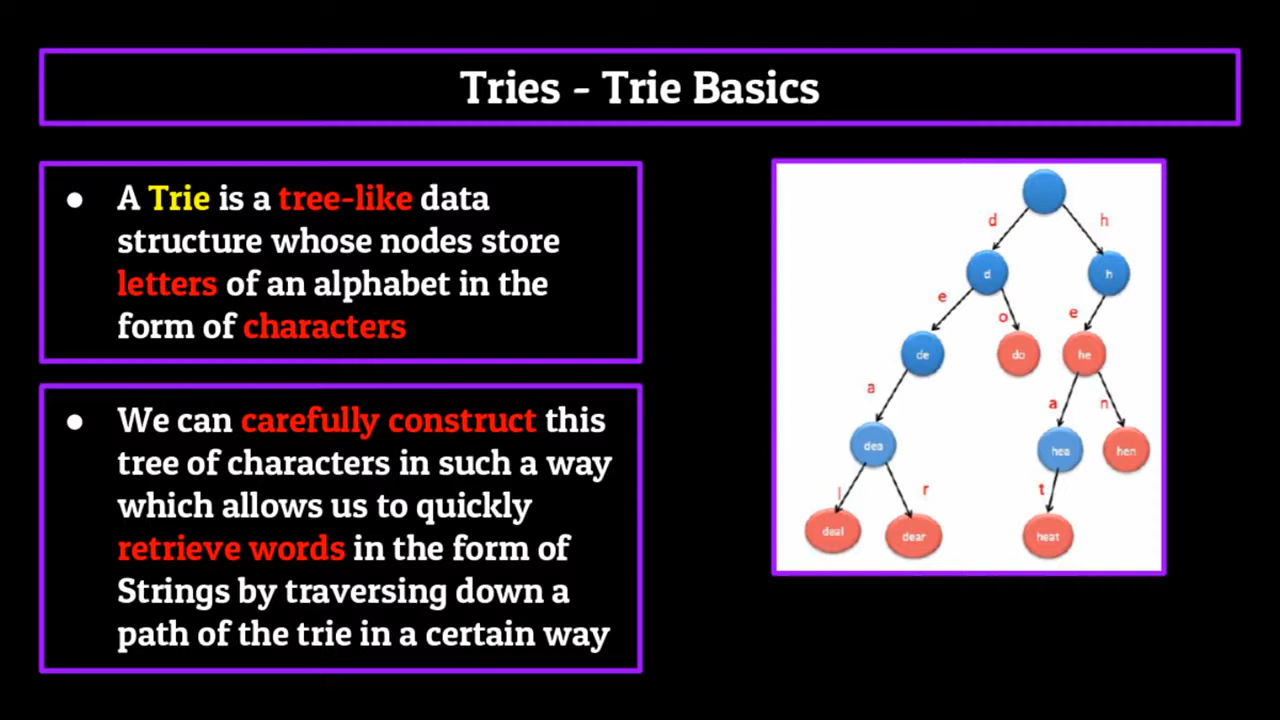 Tries - Trie Basics
● A Trie is a tree-like data
structure whose nodes store
letters of an alphabet in the
form of characters
● We can carefully construct this
tree of characters in such a way
which allows us to quickly
retrieve words in the form of
Strings by traversing down a
path of the trie in a certain way
d h
d h
e o e
de do he
a a n
dea hea hen
l r t
deal dear heat